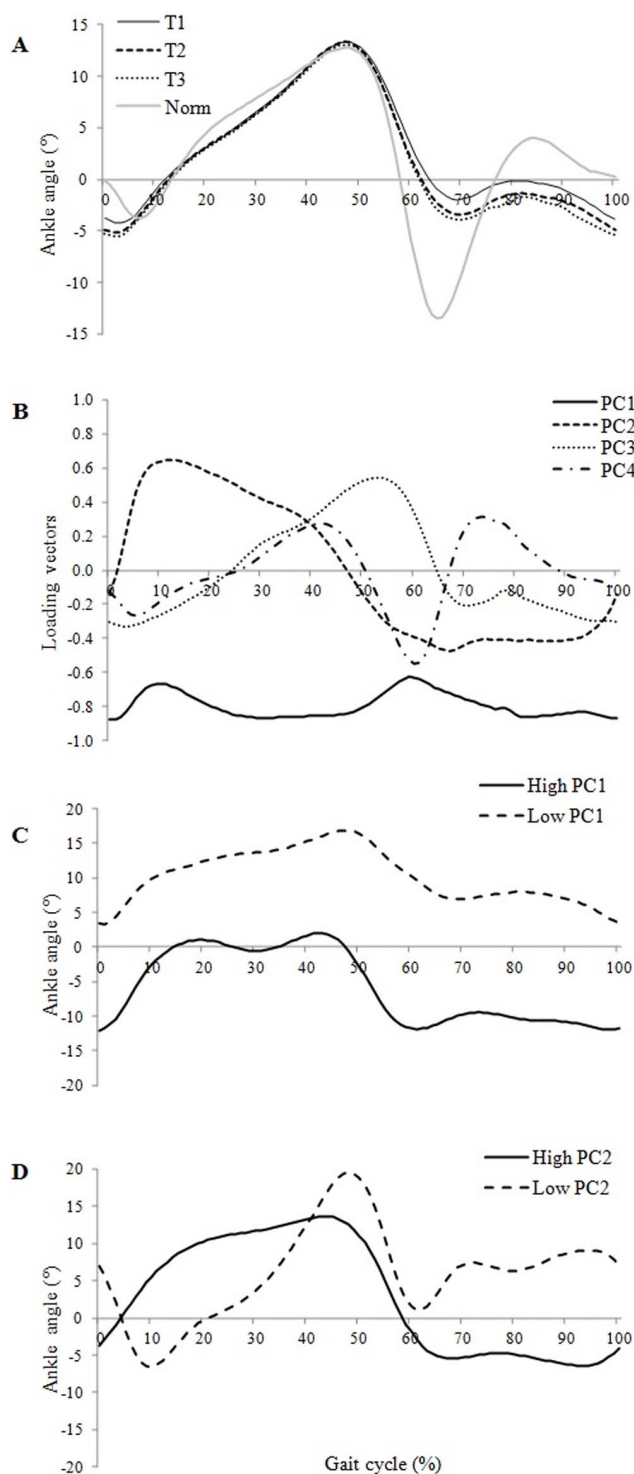 A
T1
T2
T3
Norm
Ankle angle (°)
15
10
5
0
-5
-10
-15
0 10 20 30 40 50 60 70 80 90 100
B
PC1
PC2
PC3
PC4
Loading vectors
1.0
0.8
0.6
0.4
0.2
0.0
-0.2
-0.4
-0.6
-0.8
-1.0
0 10 20 30 40 50 60 70 80 90 100
C
High PC1
Low PC1
Ankle angle (°)
20
15
10
5
0
-5
-10
-15
-20
0 10 20 30 40 50 60 70 80 90 100
D
High PC2
Low PC2
Ankle angle (°)
20
15
10
5
0
-5
-10
-15
-20
0 10 20 30 40 50 60 70 80 90 100
Gait cycle (%)